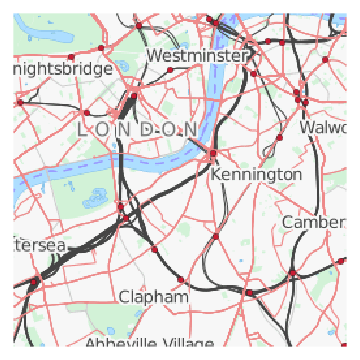 Westminster
nightsbridge
LONDON
Walwo
Kennington
Camber
ttersea
Clapham
Abbeville Village